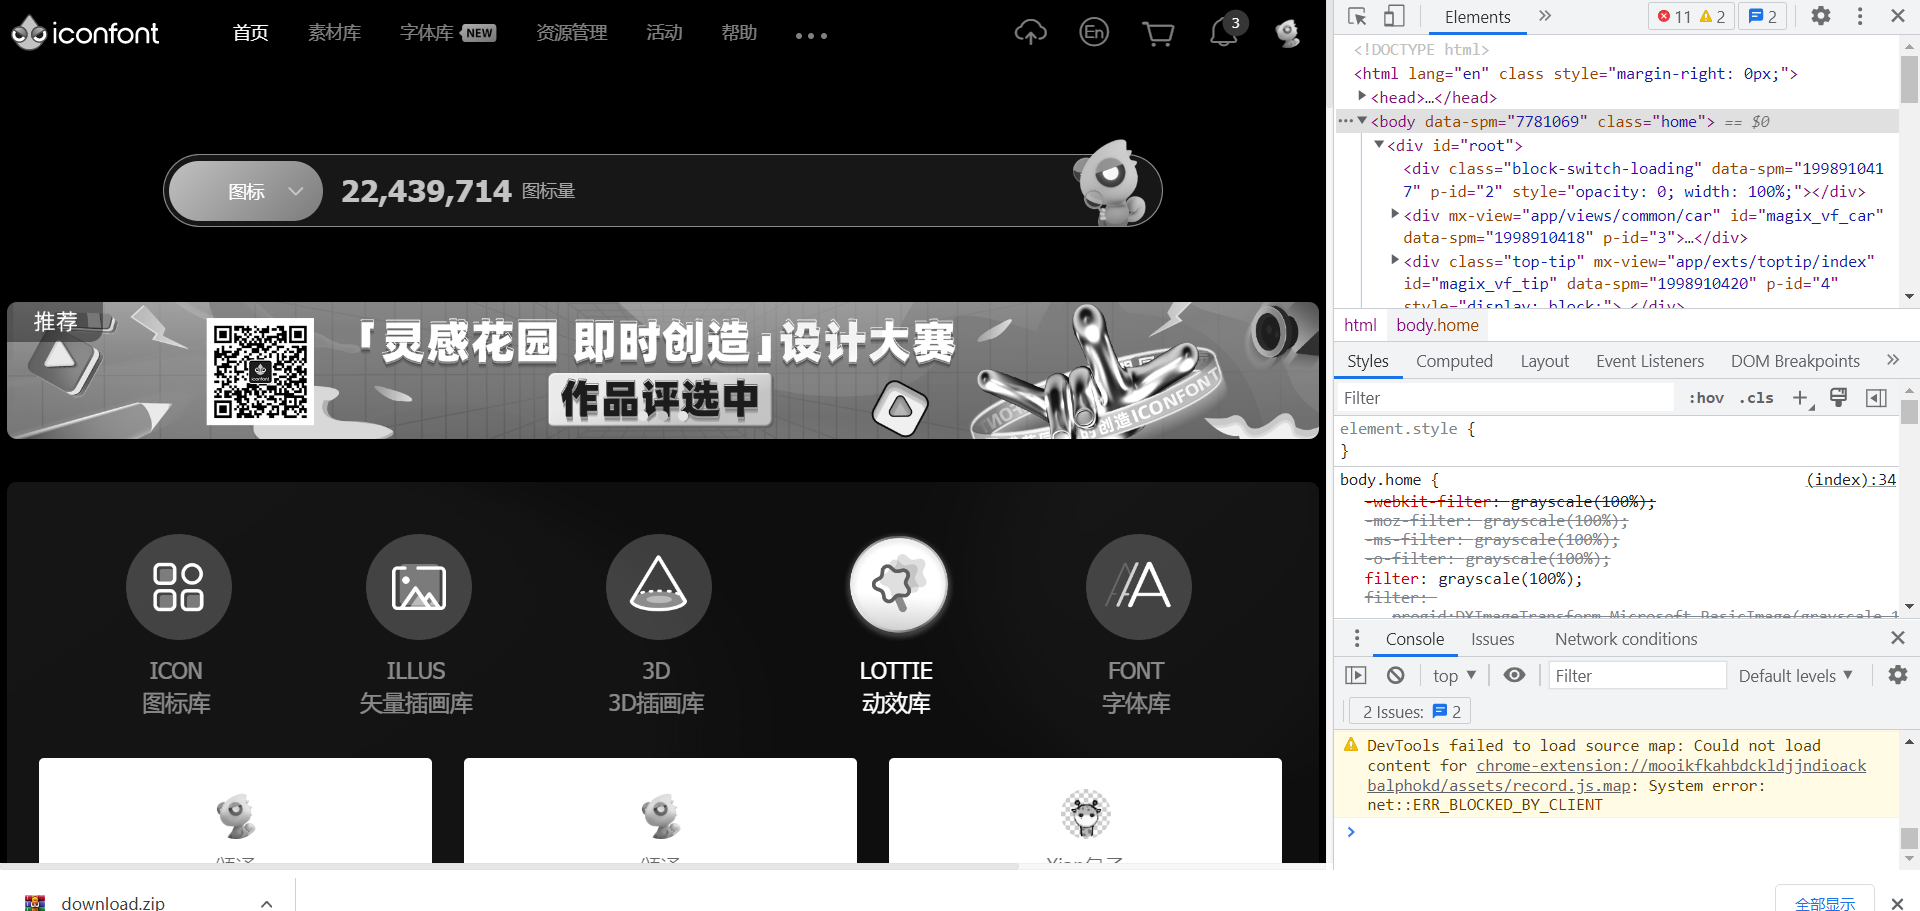 iconfont
首页
素材库
字体库 NEW
资源管理
活动
帮助
En
3
图标
22,439,714 图标量
推荐
「灵感花园 即时创造」设计大赛
作品评选中
ICON
图标库
ILLUS
矢量插画库
3D
3D插画库
LOTTIE
动效库
FONT
字体库
download.zip
全部显示
Elements
11
2
2
<!DOCTYPE html>
<html lang="en" class style="margin-right: 0px;">
<head>…</head>
<body data-spm="7781069" class="home"> == $0
<div id="root">
<div class="block-switch-loading" data-spm="199891041
7" p-id="2" style="opacity: 0; width: 100%;"></div>
<div mx-view="app/views/common/car" id="magix_vf_car"
data-spm="1998910418" p-id="3">…</div>
<div class="top-tip" mx-view="app/exts/toptip/index"
id="magix_vf_tip" data-spm="1998910420" p-id="4"
style="display: block;">…</div>
html
body.home
Styles
Computed
Layout
Event Listeners
DOM Breakpoints
Filter
:hov
.cls
element.style {
}
body.home {
(index):34
-webkit-filter: grayscale(100%);
-moz-filter: grayscale(100%);
-ms-filter: grayscale(100%);
-o-filter: grayscale(100%);
filter: grayscale(100%);
filter:
progid:DXImageTransform.Microsoft.BasicImage(grayscale
Console
Issues
Network conditions
top
Filter
Default levels
2 Issues: 2
DevTools failed to load source map: Could not load
content for chrome-extension://mooikfkahbdckldjjndioack
balphokd/assets/record.js.map: System error:
net::ERR_BLOCKED_BY_CLIENT